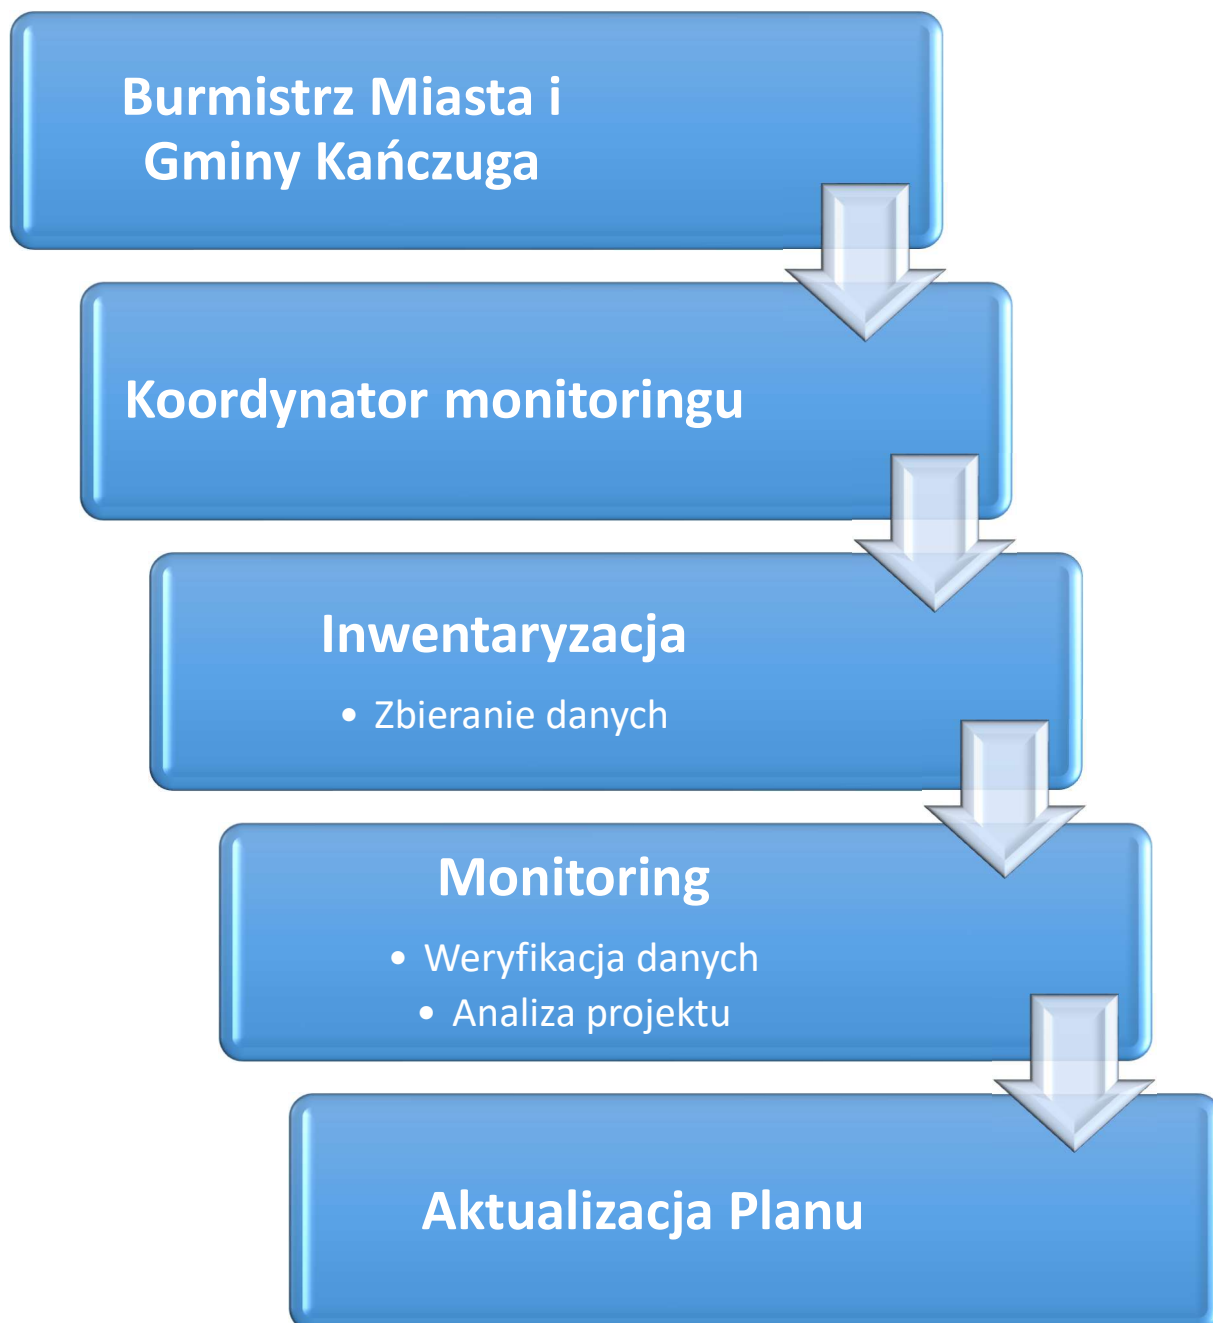 Burmistrz Miasta i
Gminy Kańczuga
Koordynator monitoringu
Inwentaryzacja
• Zbieranie danych
Monitoring
• Weryfikacja danych
• Analiza projektu
Aktualizacja Planu